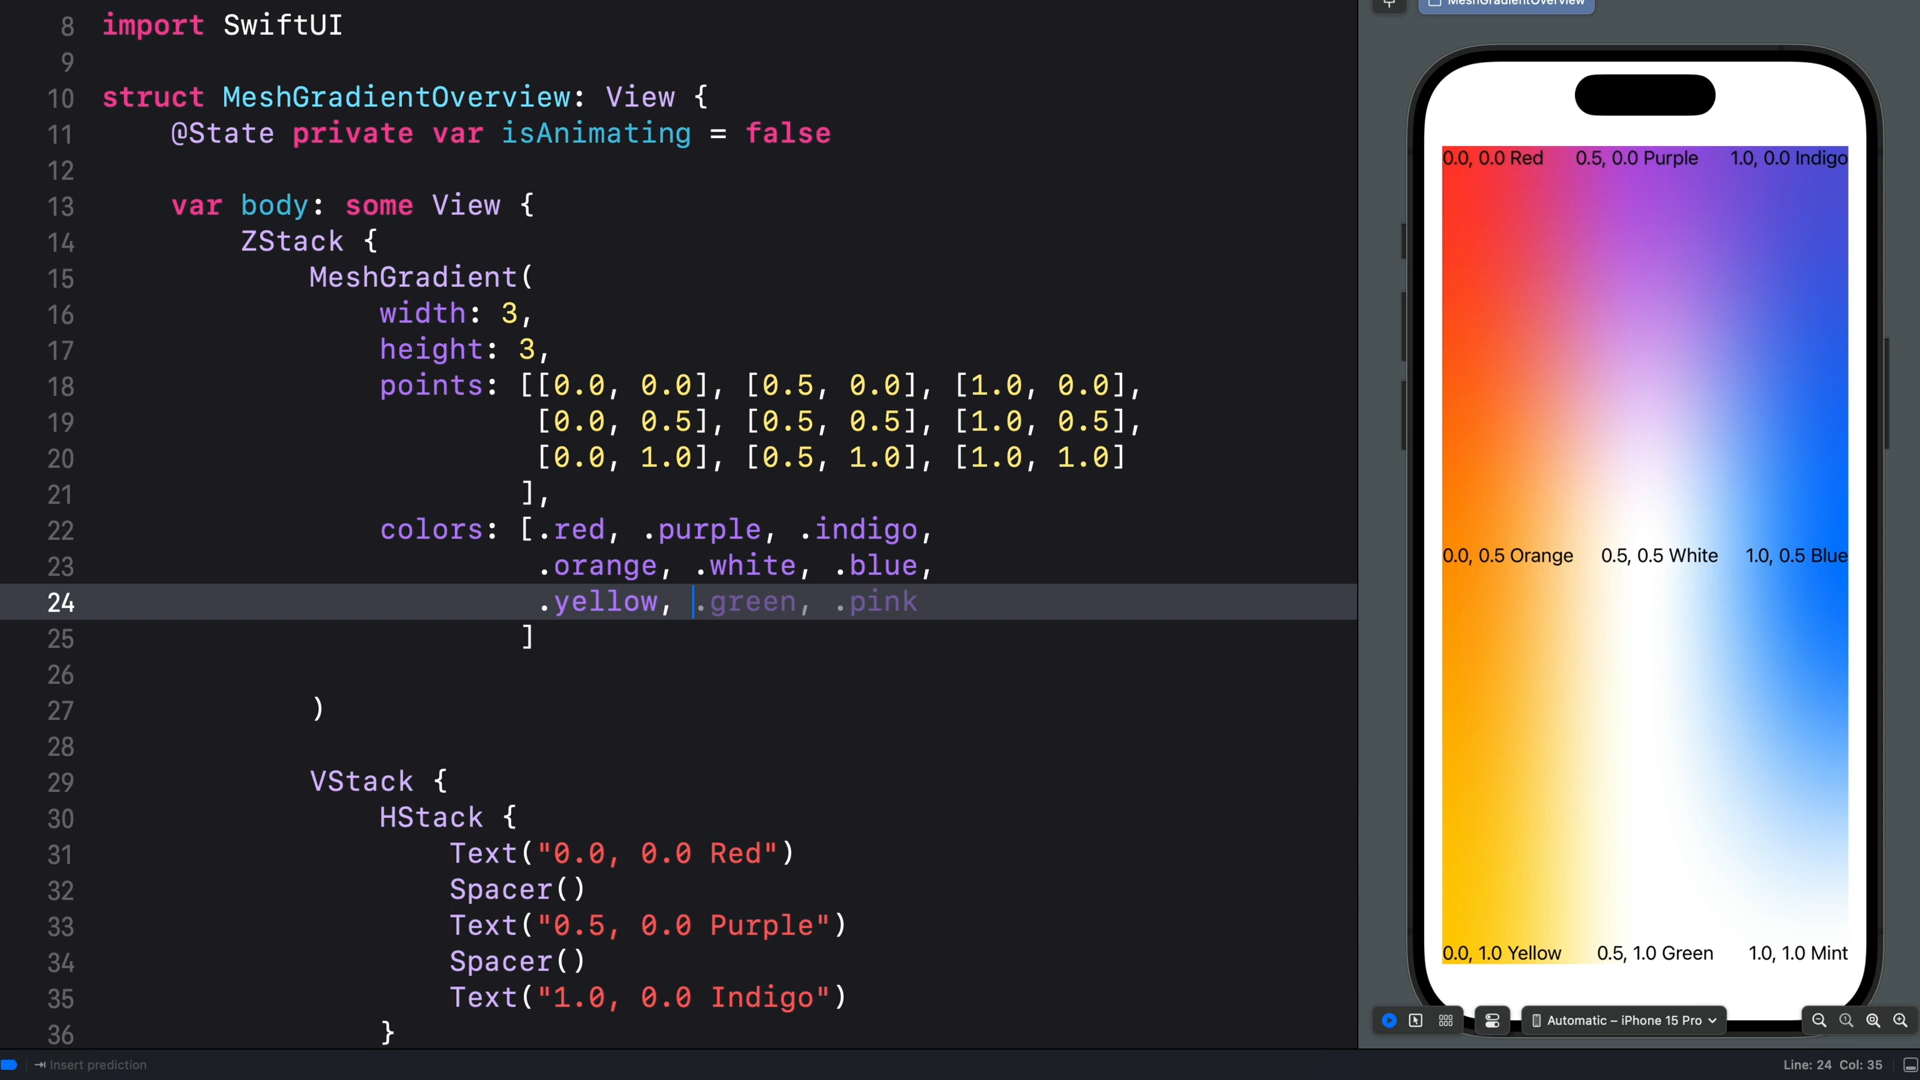 MeshGradientOverview
8 import SwiftUI
9
10 struct MeshGradientOverview: View {
11 @State private var isAnimating = false
12
13 var body: some View {
14 ZStack {
15 MeshGradient(
16 width: 3,
17 height: 3,
18 points: [[0.0, 0.0], [0.5, 0.0], [1.0, 0.0],
19 [0.0, 0.5], [0.5, 0.5], [1.0, 0.5],
20 [0.0, 1.0], [0.5, 1.0], [1.0, 1.0]
21 ],
22 colors: [.red, .purple, .indigo,
23 .orange, .white, .blue,
24 .yellow, .green, .pink
25 ]
26
27 )
28
29 VStack {
30 HStack {
31 Text("0.0, 0.0 Red")
32 Spacer()
33 Text("0.5, 0.0 Purple")
34 Spacer()
35 Text("1.0, 0.0 Indigo")
36 }
0.0, 0.0 Red 0.5, 0.0 Purple 1.0, 0.0 Indigo
0.0, 0.5 Orange 0.5, 0.5 White 1.0, 0.5 Blue
0.0, 1.0 Yellow 0.5, 1.0 Green 1.0, 1.0 Mint
Automatic – iPhone 15 Pro
Insert prediction
Line: 24 Col: 35